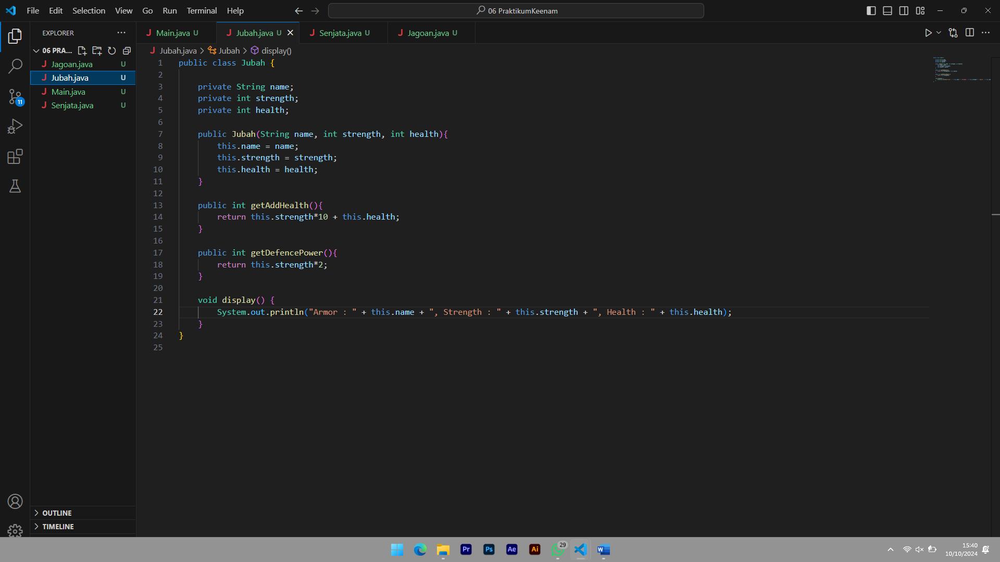 File Edit Selection View Go Run Terminal Help
06 PraktikumKeenam
EXPLORER
06 PRA...
Jagoan.java U
Jubah.java U
Main.java U
Senjata.java U
11
OUTLINE
TIMELINE
Main.java U Jubah.java U Senjata.java U Jagoan.java U
Jubah.java > Jubah > display()
1 public class Jubah {
2
3 private String name;
4 private int strength;
5 private int health;
6
7 public Jubah(String name, int strength, int health){
8 this.name = name;
9 this.strength = strength;
10 this.health = health;
11 }
12
13 public int getAddHealth(){
14 return this.strength*10 + this.health;
15 }
16
17 public int getDefencePower(){
18 return this.strength*2;
19 }
20
21 void display() {
22 System.out.println("Armor : " + this.name + ", Strength : " + this.strength + ", Health : " + this.health);
23 }
24 }
25
Pr Ps Ae Ai 29 W
15:40
10/10/2024